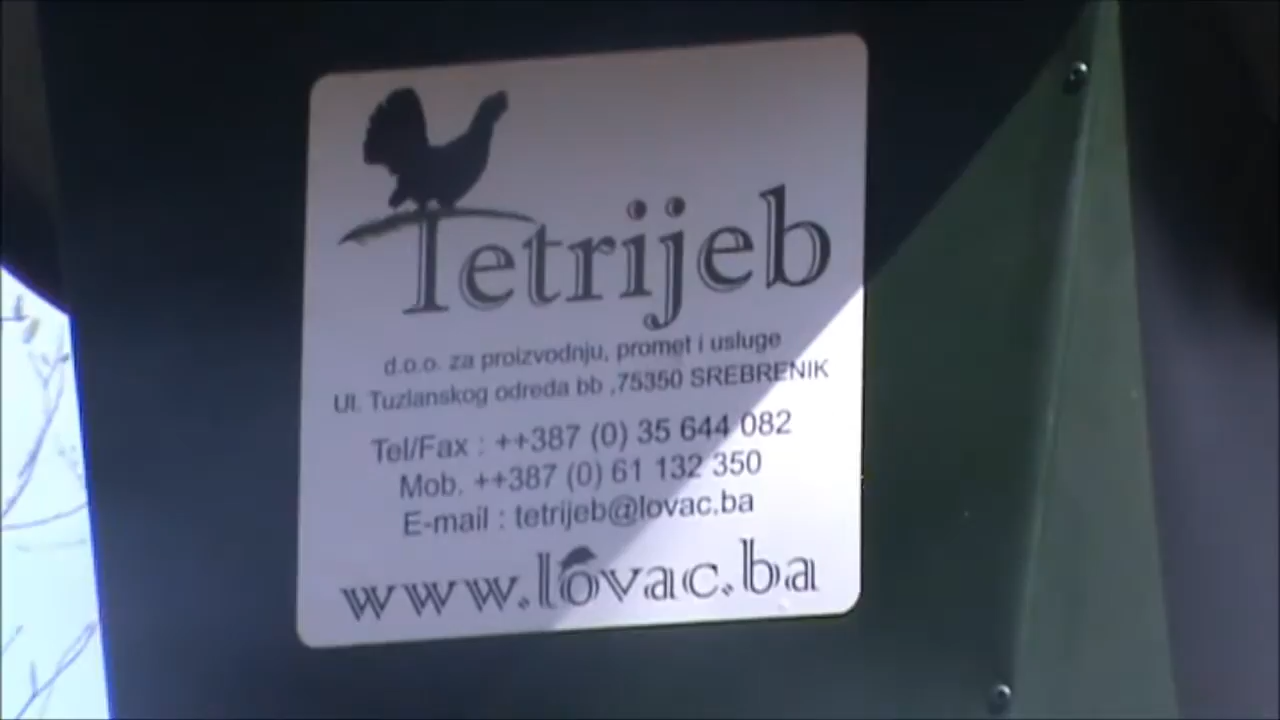 Tetrijeb
d.o.o. za proizvodnju, promet i usluge
Ul. Tuzlanskog odreda bb ,75350 SREBRENIK
Tel/Fax : ++387 (0) 35 644 082
Mob. ++387 (0) 61 132 350
E-mail : tetrijeb@lovac.ba
www.lovac.ba